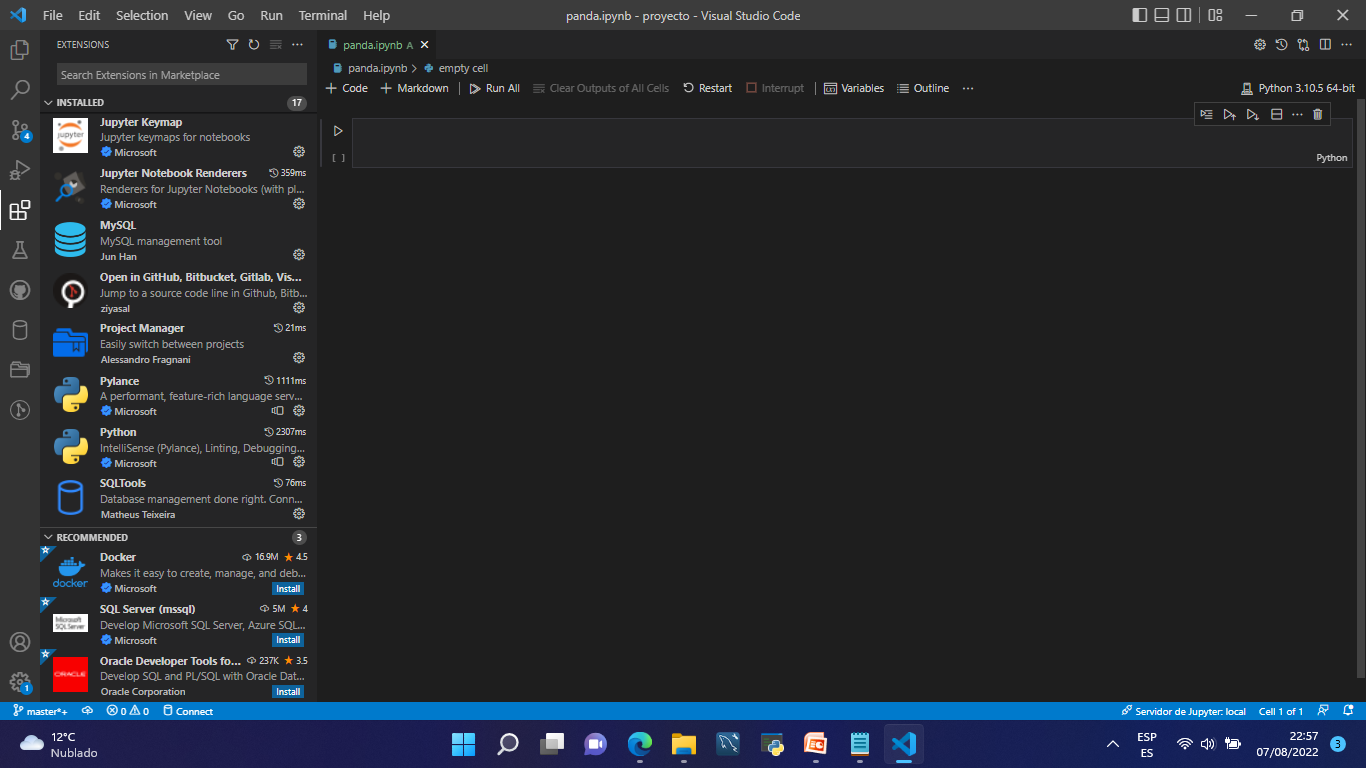 File Edit Selection View Go Run Terminal Help
panda.ipynb - proyecto - Visual Studio Code
EXTENSIONS
Search Extensions in Marketplace
INSTALLED 17
Jupyter Keymap
Jupyter keymaps for notebooks
Microsoft
Jupyter Notebook Renderers 359ms
Renderers for Jupyter Notebooks (with pl...
Microsoft
MySQL
MySQL management tool
Jun Han
Open in GitHub, Bitbucket, Gitlab, Vis...
Jump to a source code line in Github, Bitb...
ziyasal
Project Manager 21ms
Easily switch between projects
Alessandro Fragnani
Pylance 1111ms
A performant, feature-rich language serv...
Microsoft
Python 2307ms
IntelliSense (Pylance), Linting, Debugging...
Microsoft
SQLTools 76ms
Database management done right. Conn...
Matheus Teixeira
RECOMMENDED 3
docker
Docker 16.9M 4.5
Makes it easy to create, manage, and deb...
Microsoft Install
Microsoft
SQL Server
SQL Server (mssql) 5M 4
Develop Microsoft SQL Server, Azure SQL...
Microsoft Install
ORACLE
Oracle Developer Tools fo... 237K 3.5
Develop SQL and PL/SQL with Oracle Dat...
Oracle Corporation Install
4
1
jupyter
panda.ipynb A
panda.ipynb > empty cell
+ Code + Markdown Run All Clear Outputs of All Cells Restart Interrupt Variables Outline ...
Python 3.10.5 64-bit
[ ]
Python
master*+ 0 0 Connect
Servidor de Jupyter: local Cell 1 of 1
12°C
Nublado
ESP
ES
22:57
07/08/2022
3